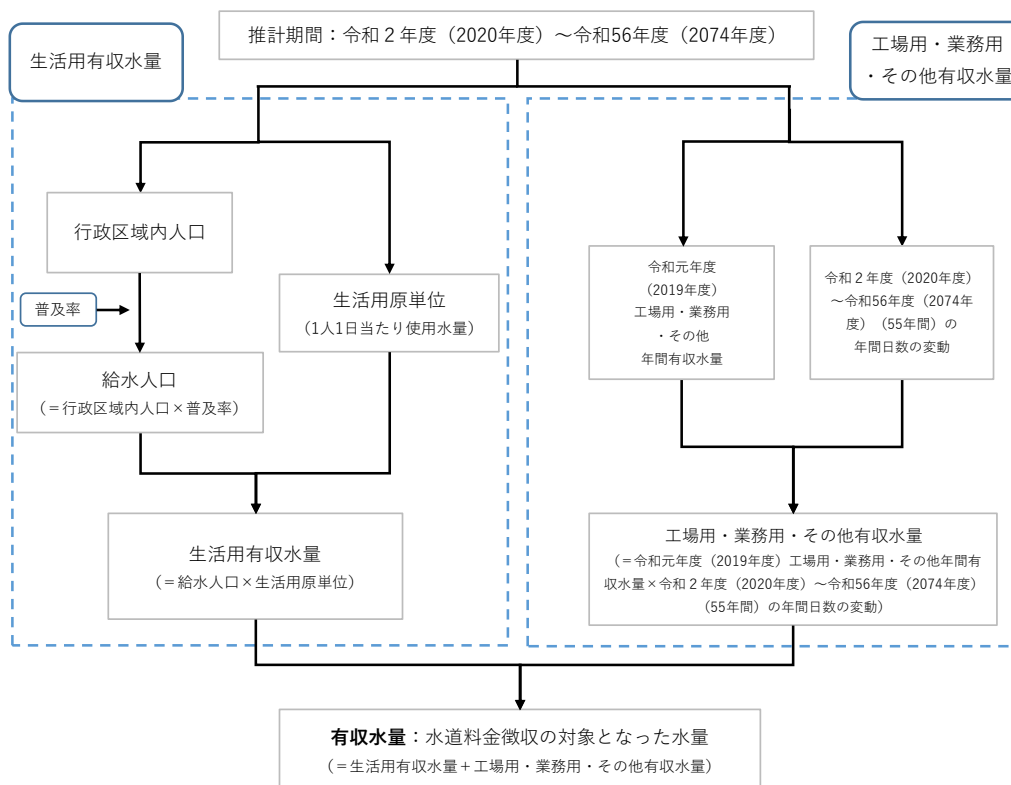 推計期間：令和２年度（2020年度）～令和56年度（2074年度）
生活用有収水量
工場用・業務用
・その他有収水量
行政区域内人口
普及率
生活用原単位
（1人1日当たり使用水量）
給水人口
（＝行政区域内人口×普及率）
生活用有収水量
（＝給水人口×生活用原単位）
令和元年度
（2019年度）
工場用・業務用
・その他
年間有収水量
令和２年度（2020年度）
～令和56年度（2074年
度）（55年間）の
年間日数の変動
工場用・業務用・その他有収水量
（＝令和元年度（2019年度）工場用・業務用・その他年間有
収水量×令和２年度（2020年度）～令和56年度（2074年度）
（55年間）の年間日数の変動）
有収水量：水道料金徴収の対象となった水量
（＝生活用有収水量＋工場用・業務用・その他有収水量）